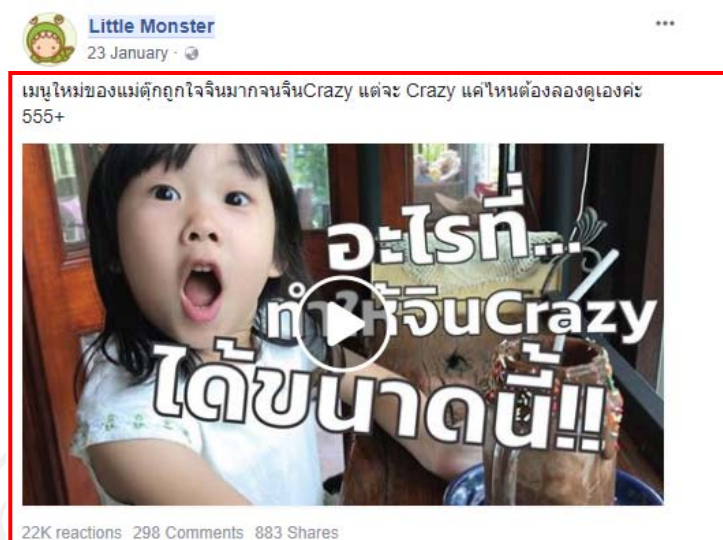 Little Monster
23 January ·
เมนูใหม่ของแม่ตุ๊กถูกใจจินมากจนจินCrazy แต่จะ Crazy แค่ไหนต้องลองดูเองค่ะ
555+
อะไรที่...
ทำให้จินCrazy
ได้ขนาดนี้!!
22K reactions 298 Comments 883 Shares